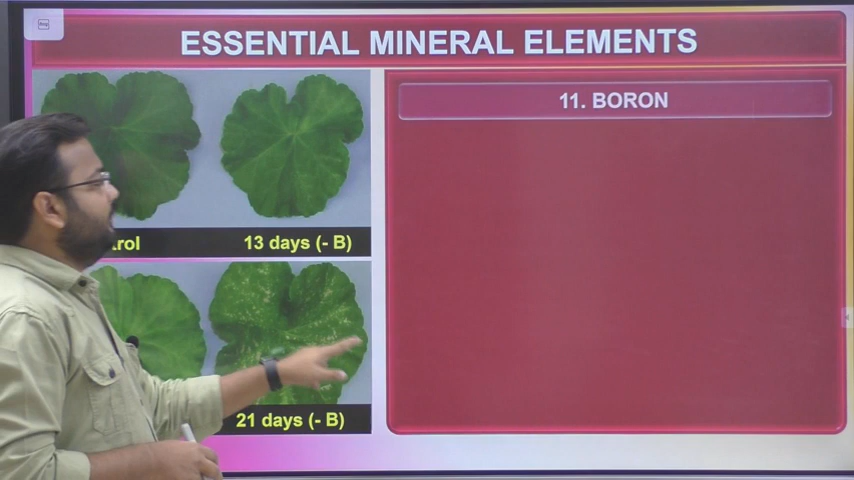 ESSENTIAL MINERAL ELEMENTS
11. BORON
13 days (- B)
21 days (- B)